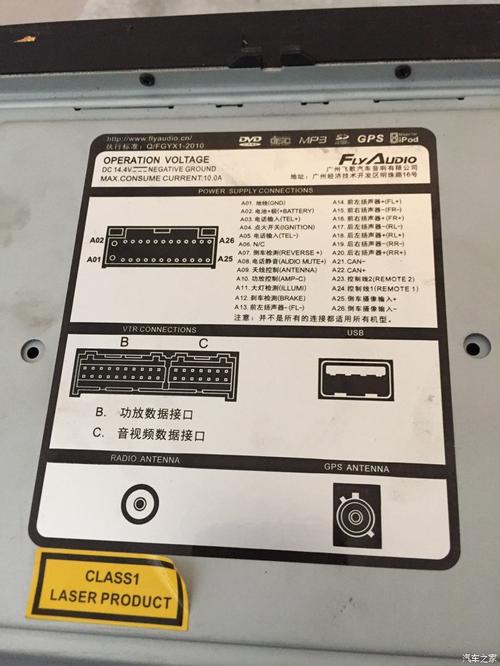 http://www.flyaudio.cn/
执行标准: Q/FGYX1-2010
DVD disc MP3 SD GPS Made for iPod
OPERATION VOLTAGE
DC 14.4V NEGATIVE GROUND
MAX.CONSUME CURRENT:10.0A
FLYAUDIO
广州飞歌汽车音响有限公司
地址: 广州经济技术开发区明珠路16号
POWER SUPPLY CONNECTIONS
A02 A26
A01 A25
A01. 地线(GND)
A02. 电池+极(+BATTERY)
A03. 电话输入(TEL+)
A04. 点火开关(IGNITION)
A05. 电话输入(TEL-)
A06. N/C
A07. 倒车检测(REVERSE +)
A08. 电话静音(AUDIO MUTE+)
A09. 天线控制(ANTENNA)
A10. 功放控制(AMP-C)
A11. 大灯检测(ILLUMI)
A12. 刹车检测(BRAKE)
A13. 前左扬声器-(FL-)
A14. 前左扬声器+(FL+)
A15. 前右扬声器-(FR-)
A16. 前右扬声器+(FR+)
A17. 后左扬声器-(RL-)
A18. 后左扬声器+(RL+)
A19. 后右扬声器-(RR-)
A20. 后右扬声器+(RR+)
A21. CAN-
A22. CAN+
A23. 控制线2(REMOTE 2)
A24. 控制线1(REMOTE 1)
A25. 倒车摄像输入+
A26. 倒车摄像输入-
注意: 并不是所有的连接都适用所有机型。
VTR CONNECTIONS
USB
B C
B. 功放数据接口
C. 音视频数据接口
RADIO ANTENNA
GPS ANTENNA
CLASS1
LASER PRODUCT
汽车之家